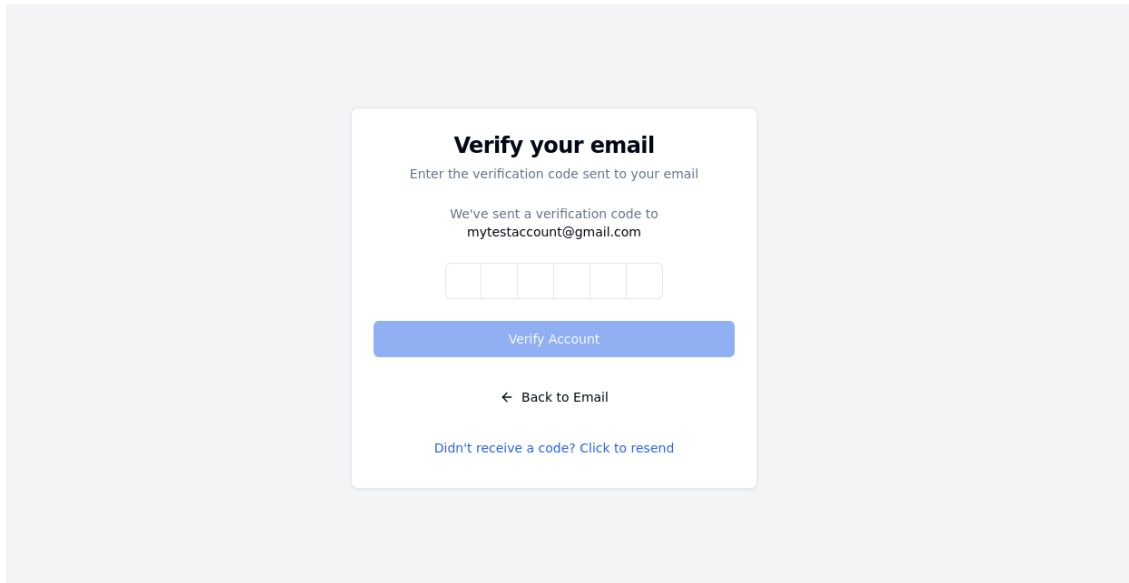 Verify your email
Enter the verification code sent to your email
We've sent a verification code to
mytestaccount@gmail.com
Verify Account
Back to Email
Didn't receive a code? Click to resend